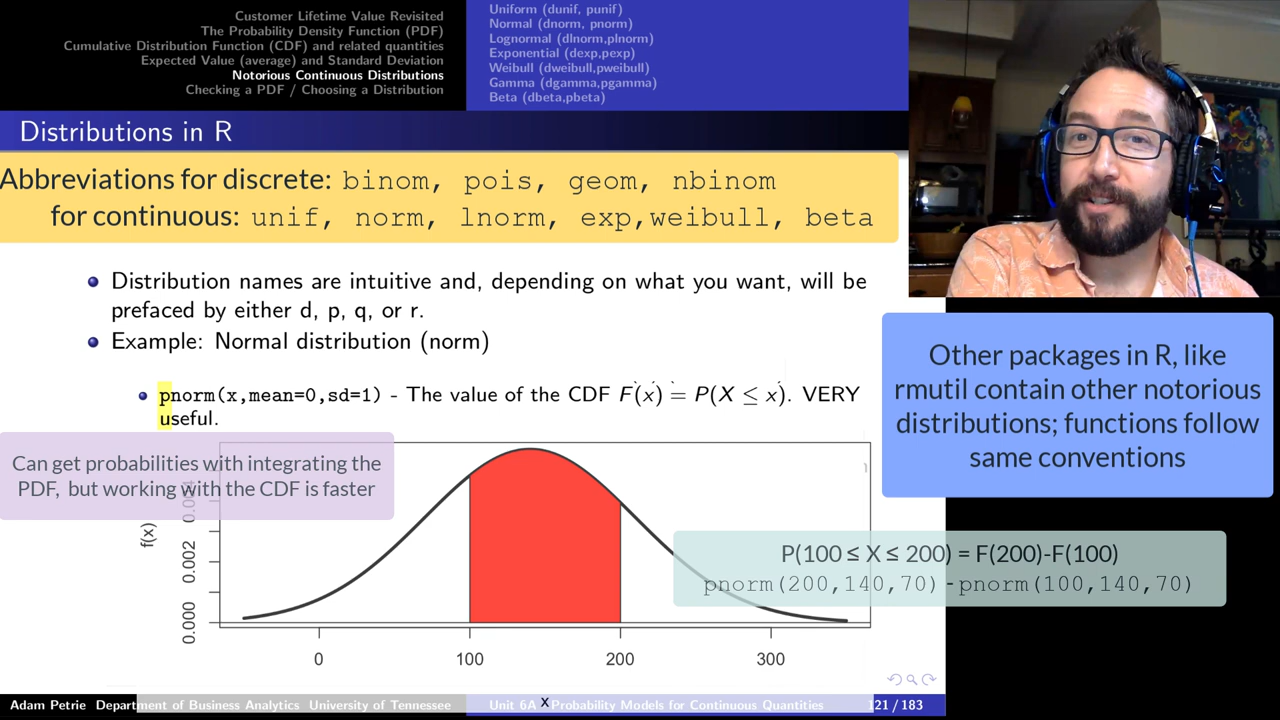 Customer Lifetime Value Revisited
The Probability Density Function (PDF)
Cumulative Distribution Function (CDF) and related quantities
Expected Value (average) and Standard Deviation
Notorious Continuous Distributions
Checking a PDF / Choosing a Distribution
Uniform (dunif, punif)
Normal (dnorm, pnorm)
Lognormal (dlnorm,plnorm)
Exponential (dexp,pexp)
Weibull (dweibull,pweibull)
Gamma (dgamma,pgamma)
Beta (dbeta,pbeta)
Distributions in R
Abbreviations for discrete: binom, pois, geom, nbinom
for continuous: unif, norm, lnorm, exp,weibull, beta
Distribution names are intuitive and, depending on what you want, will be
prefaced by either d, p, q, or r.
Example: Normal distribution (norm)
pnorm(x,mean=0,sd=1) - The value of the CDF F(x) = P(X ≤ x). VERY
useful.
Other packages in R, like
rmutil contain other notorious
distributions; functions follow
same conventions
Can get probabilities with integrating the
PDF, but working with the CDF is faster
P(100 ≤ X ≤ 200) = F(200)-F(100)
pnorm(200,140,70)-pnorm(100,140,70)
f(x)
0.004
0.002
0.000
0 100 200 300
x
Adam Petrie Department of Business Analytics University of Tennessee Unit 6A Probability Models for Continuous Quantities 121 / 183